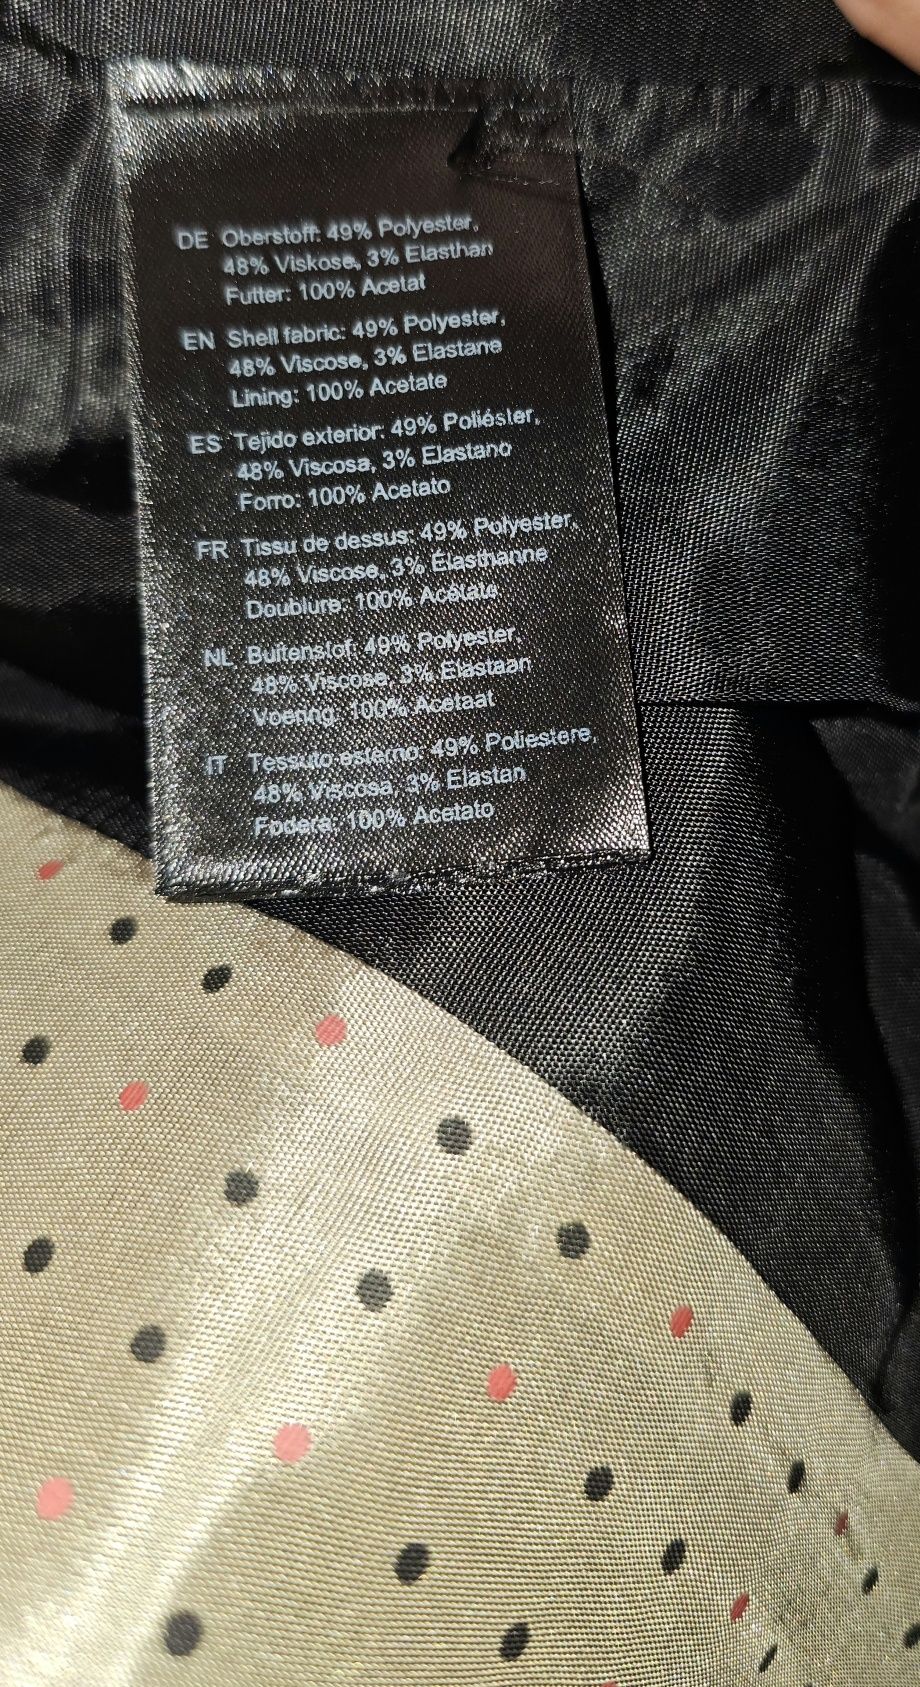 DE Oberstoff: 49% Polyester,
48% Viskose, 3% Elasthan
Futter: 100% Acetat
EN Shell fabric: 49% Polyester,
48% Viscose, 3% Elastane
Lining: 100% Acetate
ES Tejido exterior: 49% Poliéster,
48% Viscosa, 3% Elastano
Forro: 100% Acetato
FR Tissu de dessus: 49% Polyester,
48% Viscose, 3% Élasthanne
Doublure: 100% Acétate
NL Buitenstof: 49% Polyester,
48% Viscose, 3% Elastaan
Voering: 100% Acetaat
IT Tessuto esterno: 49% Poliestere,
48% Viscosa, 3% Elastan
Fodera: 100% Acetato